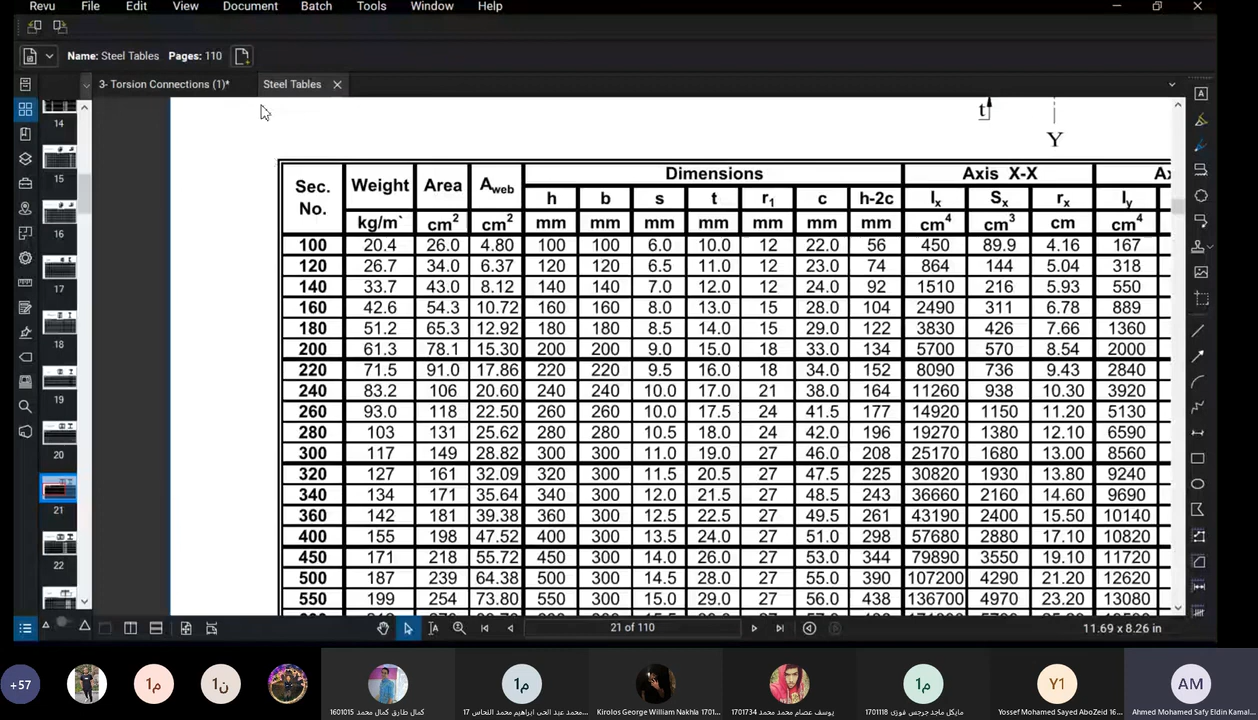 Revu File Edit View Document Batch Tools Window Help
Name: Steel Tables Pages: 110
3- Torsion Connections (1)* Steel Tables
14
15
16
17
18
19
20
21
22
t
Y
Sec. No. Weight Area Aweb Dimensions Axis X-X Ax
h b s t r1 c h-2c Ix Sx rx Iy
kg/m` cm2 cm2 mm mm mm mm mm mm mm cm4 cm3 cm cm4
100 20.4 26.0 4.80 100 100 6.0 10.0 12 22.0 56 450 89.9 4.16 167
120 26.7 34.0 6.37 120 120 6.5 11.0 12 23.0 74 864 144 5.04 318
140 33.7 43.0 8.12 140 140 7.0 12.0 12 24.0 92 1510 216 5.93 550
160 42.6 54.3 10.72 160 160 8.0 13.0 15 28.0 104 2490 311 6.78 889
180 51.2 65.3 12.92 180 180 8.5 14.0 15 29.0 122 3830 426 7.66 1360
200 61.3 78.1 15.30 200 200 9.0 15.0 18 33.0 134 5700 570 8.54 2000
220 71.5 91.0 17.86 220 220 9.5 16.0 18 34.0 152 8090 736 9.43 2840
240 83.2 106 20.60 240 240 10.0 17.0 21 38.0 164 11260 938 10.30 3920
260 93.0 118 22.50 260 260 10.0 17.5 24 41.5 177 14920 1150 11.20 5130
280 103 131 25.62 280 280 10.5 18.0 24 42.0 196 19270 1380 12.10 6590
300 117 149 28.82 300 300 11.0 19.0 27 46.0 208 25170 1680 13.00 8560
320 127 161 32.09 320 300 11.5 20.5 27 47.5 225 30820 1930 13.80 9240
340 134 171 35.64 340 300 12.0 21.5 27 48.5 243 36660 2160 14.60 9690
360 142 181 39.38 360 300 12.5 22.5 27 49.5 261 43190 2400 15.50 10140
400 155 198 47.52 400 300 13.5 24.0 27 51.0 298 57680 2880 17.10 10820
450 171 218 55.72 450 300 14.0 26.0 27 53.0 344 79890 3550 19.10 11720
500 187 239 64.38 500 300 14.5 28.0 27 55.0 390 107200 4290 21.20 12620
550 199 254 73.80 550 300 15.0 29.0 27 56.0 438 136700 4970 23.20 13080
21 of 110 11.69 x 8.26 in
+57 م1 ن1 م1 م1 Y1 AM
كمال طارق كمال محمد 1601015
محمد عبد الحى ابراهيم محمد النحاس 17...
Kirolos George William Nakhla 1701...
يوسف عصام محمد محمد 1701734
مايكل ماجد جرجس فوزى 1701118
Yossef Mohamed Sayed AboZeid 16...
Ahmed Mohamed Safy Eldin Kamal...